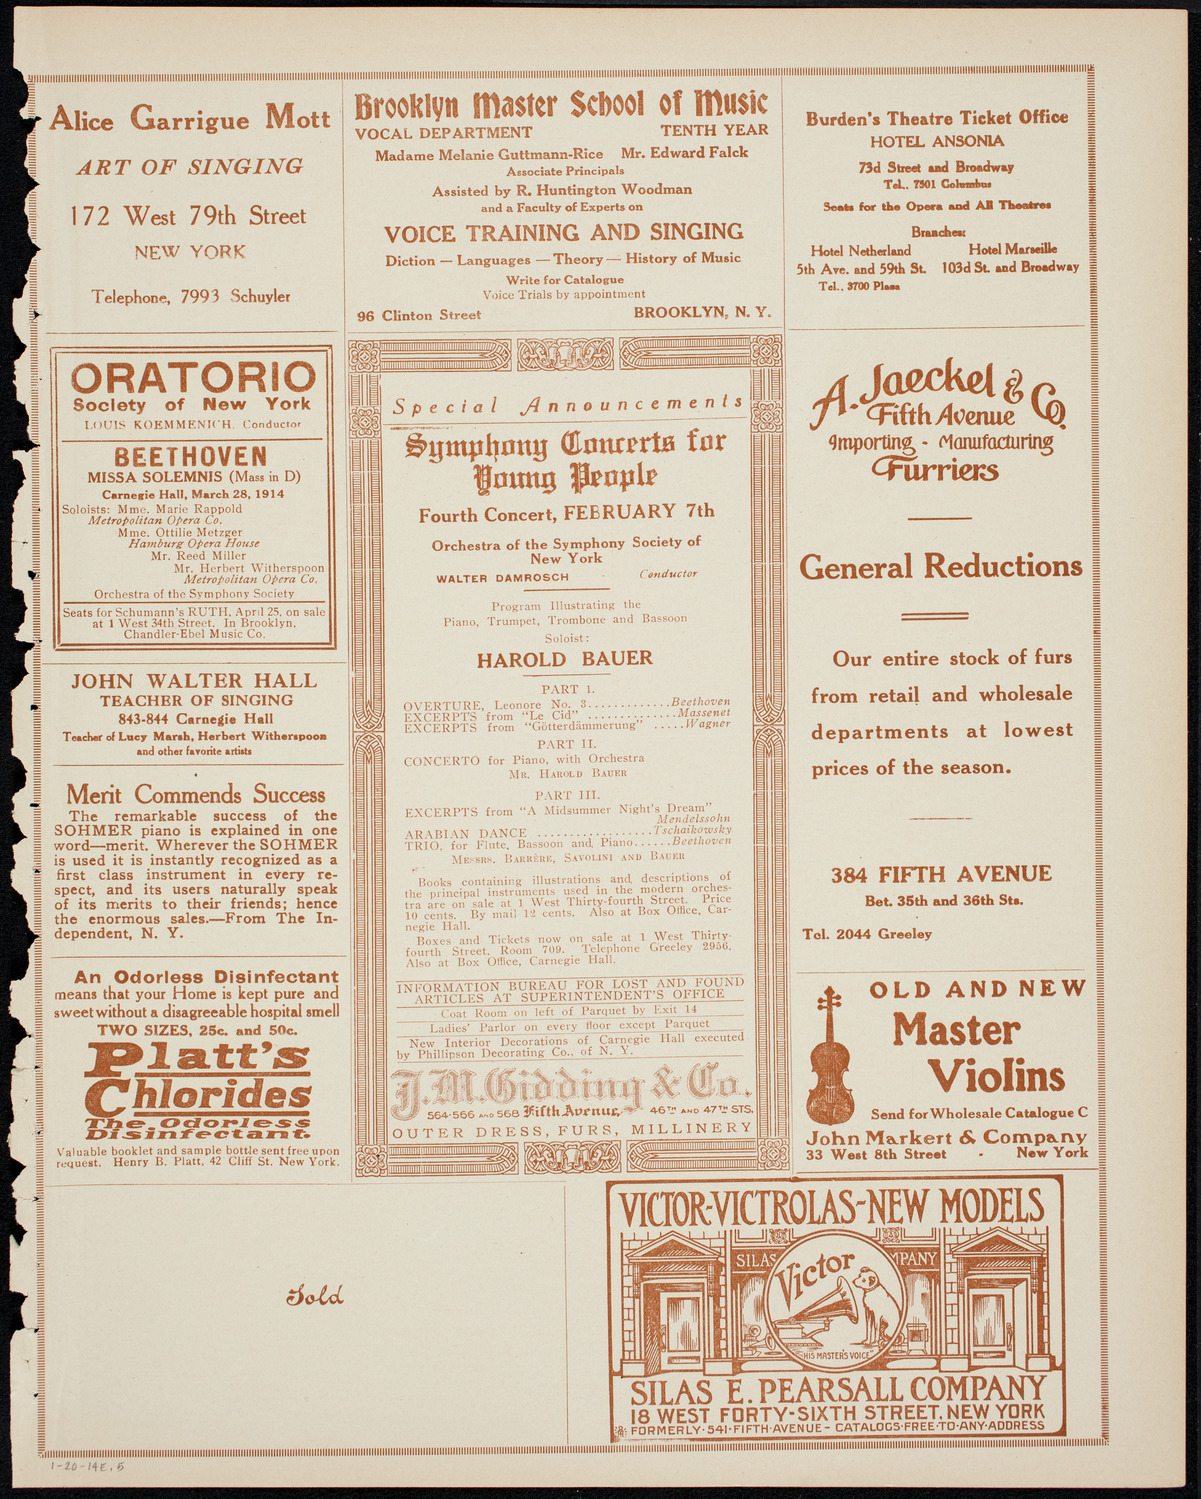 Alice Garrigue Mott
ART OF SINGING
172 West 79th Street
NEW YORK
Telephone, 7993 Schuyler
ORATORIO
Society of New York
LOUIS KOEMMENICH, Conductor
BEETHOVEN
MISSA SOLEMNIS (Mass in D)
Carnegie Hall, March 28, 1914
Soloists: Mme. Marie Rappold
Metropolitan Opera Co.
Mme. Ottilie Metzger
Hamburg Opera House
Mr. Reed Miller
Mr. Herbert Witherspoon
Metropolitan Opera Co.
Orchestra of the Symphony Society
Seats for Schumann's RUTH, April 25, on sale
at 1 West 34th Street. In Brooklyn,
Chandler-Ebel Music Co.
JOHN WALTER HALL
TEACHER OF SINGING
843-844 Carnegie Hall
Teacher of Lucy Marsh, Herbert Witherspoon
and other favorite artists
Merit Commends Success
The remarkable success of the
SOHMER piano is explained in one
word—merit. Wherever the SOHMER
is used it is instantly recognized as a
first class instrument in every re-
spect, and its users naturally speak
of its merits to their friends; hence
the enormous sales.—From The In-
dependent, N. Y.
An Odorless Disinfectant
means that your Home is kept pure and
sweet without a disagreeable hospital smell
TWO SIZES, 25c. and 50c.
Platt's
Chlorides
The Odorless
Disinfectant.
Valuable booklet and sample bottle sent free upon
request. Henry B. Platt, 42 Cliff St. New York.
Brooklyn Master School of Music
VOCAL DEPARTMENT TENTH YEAR
Madame Melanie Guttmann-Rice Mr. Edward Falck
Associate Principals
Assisted by R. Huntington Woodman
and a Faculty of Experts on
VOICE TRAINING AND SINGING
Diction — Languages — Theory — History of Music
Write for Catalogue
Voice Trials by appointment
96 Clinton Street BROOKLYN, N. Y.
Special Announcements
Symphony Concerts for
Young People
Fourth Concert, FEBRUARY 7th
Orchestra of the Symphony Society of
New York
WALTER DAMROSCH - Conductor
Program Illustrating the
Piano, Trumpet, Trombone and Bassoon
Soloist:
HAROLD BAUER
PART I.
OVERTURE, Leonore No. 3.............Beethoven
EXCERPTS from "Le Cid" ...............Massenet
EXCERPTS from "Götterdämmerung" .....Wagner
PART II.
CONCERTO for Piano, with Orchestra
MR. HAROLD BAUER
PART III.
EXCERPTS from "A Midsummer Night's Dream"
Mendelssohn
ARABIAN DANCE ..................Tschaikowsky
TRIO, for Flute, Bassoon and Piano......Beethoven
MESSRS. BARRÈRE, SAVOLINI AND BAUER
Books containing illustrations and descriptions of
the principal instruments used in the modern orches-
tra are on sale at 1 West Thirty-fourth Street. Price
10 cents. By mail 12 cents. Also at Box Office, Car-
negie Hall.
Boxes and Tickets now on sale at 1 West Thirty-
fourth Street, Room 709. Telephone Greeley 2956.
Also at Box Office, Carnegie Hall.
INFORMATION BUREAU FOR LOST AND FOUND
ARTICLES AT SUPERINTENDENT'S OFFICE
Coat Room on left of Parquet by Exit 14
Ladies' Parlor on every floor except Parquet
New Interior Decorations of Carnegie Hall executed
by Phillipson Decorating Co., of N. Y.
J. M. Gidding & Co.
564-566 AND 568 Fifth Avenue, 46TH AND 47TH STS.
OUTER DRESS, FURS, MILLINERY
Burden's Theatre Ticket Office
HOTEL ANSONIA
73d Street and Broadway
Tel., 7501 Columbus
Seats for the Opera and All Theatres
Branches:
Hotel Netherland Hotel Marseille
5th Ave. and 59th St. 103d St. and Broadway
Tel., 3700 Plaza
A. Jaeckel & Co.
Fifth Avenue
Importing - Manufacturing
Furriers
General Reductions
Our entire stock of furs
from retail and wholesale
departments at lowest
prices of the season.
384 FIFTH AVENUE
Bet. 35th and 36th Sts.
Tel. 2044 Greeley
OLD AND NEW
Master
Violins
Send for Wholesale Catalogue C
John Markert & Company
33 West 8th Street - New York
Sold
VICTOR-VICTROLAS-NEW MODELS
SILAS
MPANY
Victor
"HIS MASTER'S VOICE"
SILAS E. PEARSALL COMPANY
18 WEST FORTY-SIXTH STREET, NEW YORK
FORMERLY·541·FIFTH·AVENUE - CATALOGS·FREE·TO·ANY·ADDRESS
1-20-14E.5